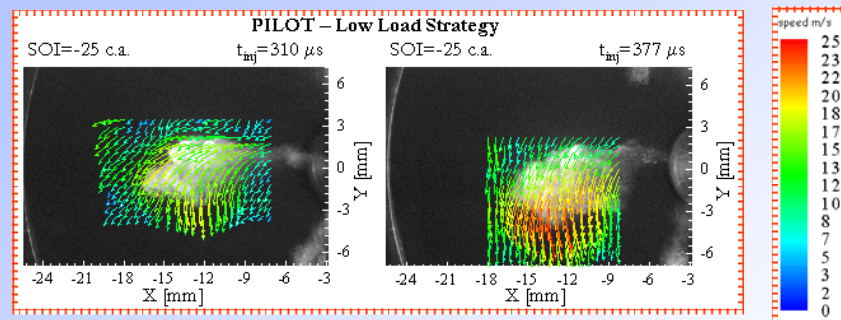 PILOT – Low Load Strategy
SOI=-25 c.a. tinj=310 µs
SOI=-25 c.a. tinj=377 µs
6
3
0
-3
-6
Y [mm]
-24 -21 -18 -15 -12 -9 -6 -3
X [mm]
6
3
0
-3
-6
Y [mm]
-24 -21 -18 -15 -12 -9 -6 -3
X [mm]
speed m/s
25
23
22
20
18
17
15
13
12
10
8
7
5
3
2
0